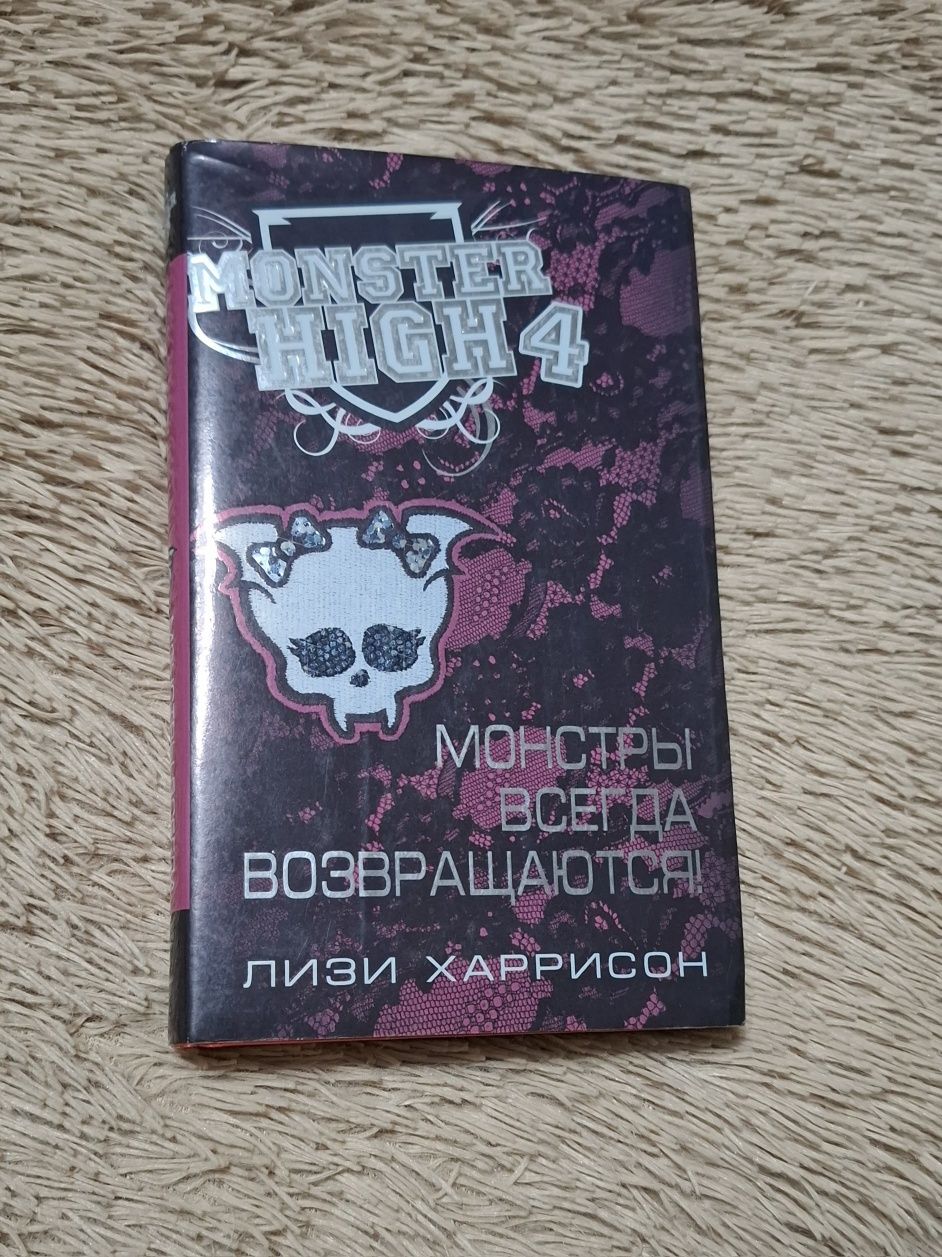 MONSTER
HIGH 4
МОНСТРЫ
ВСЕГДА
ВОЗВРАЩАЮТСЯ!
ЛИЗИ ХАРРИСОН